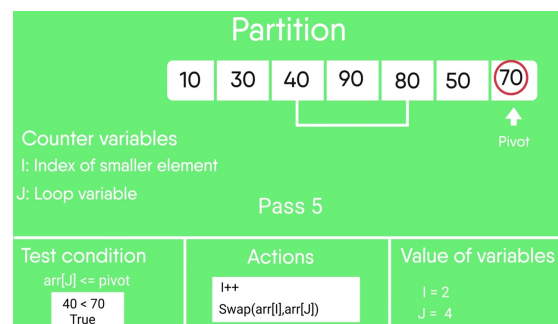 Partition
10 30 40 90 80 50 70
Pivot
Counter variables
I: Index of smaller element
J: Loop variable
Pass 5
Test condition
arr[J] <= pivot
40 < 70
True
Actions
I++
Swap(arr[I],arr[J])
Value of variables
I = 2
J = 4